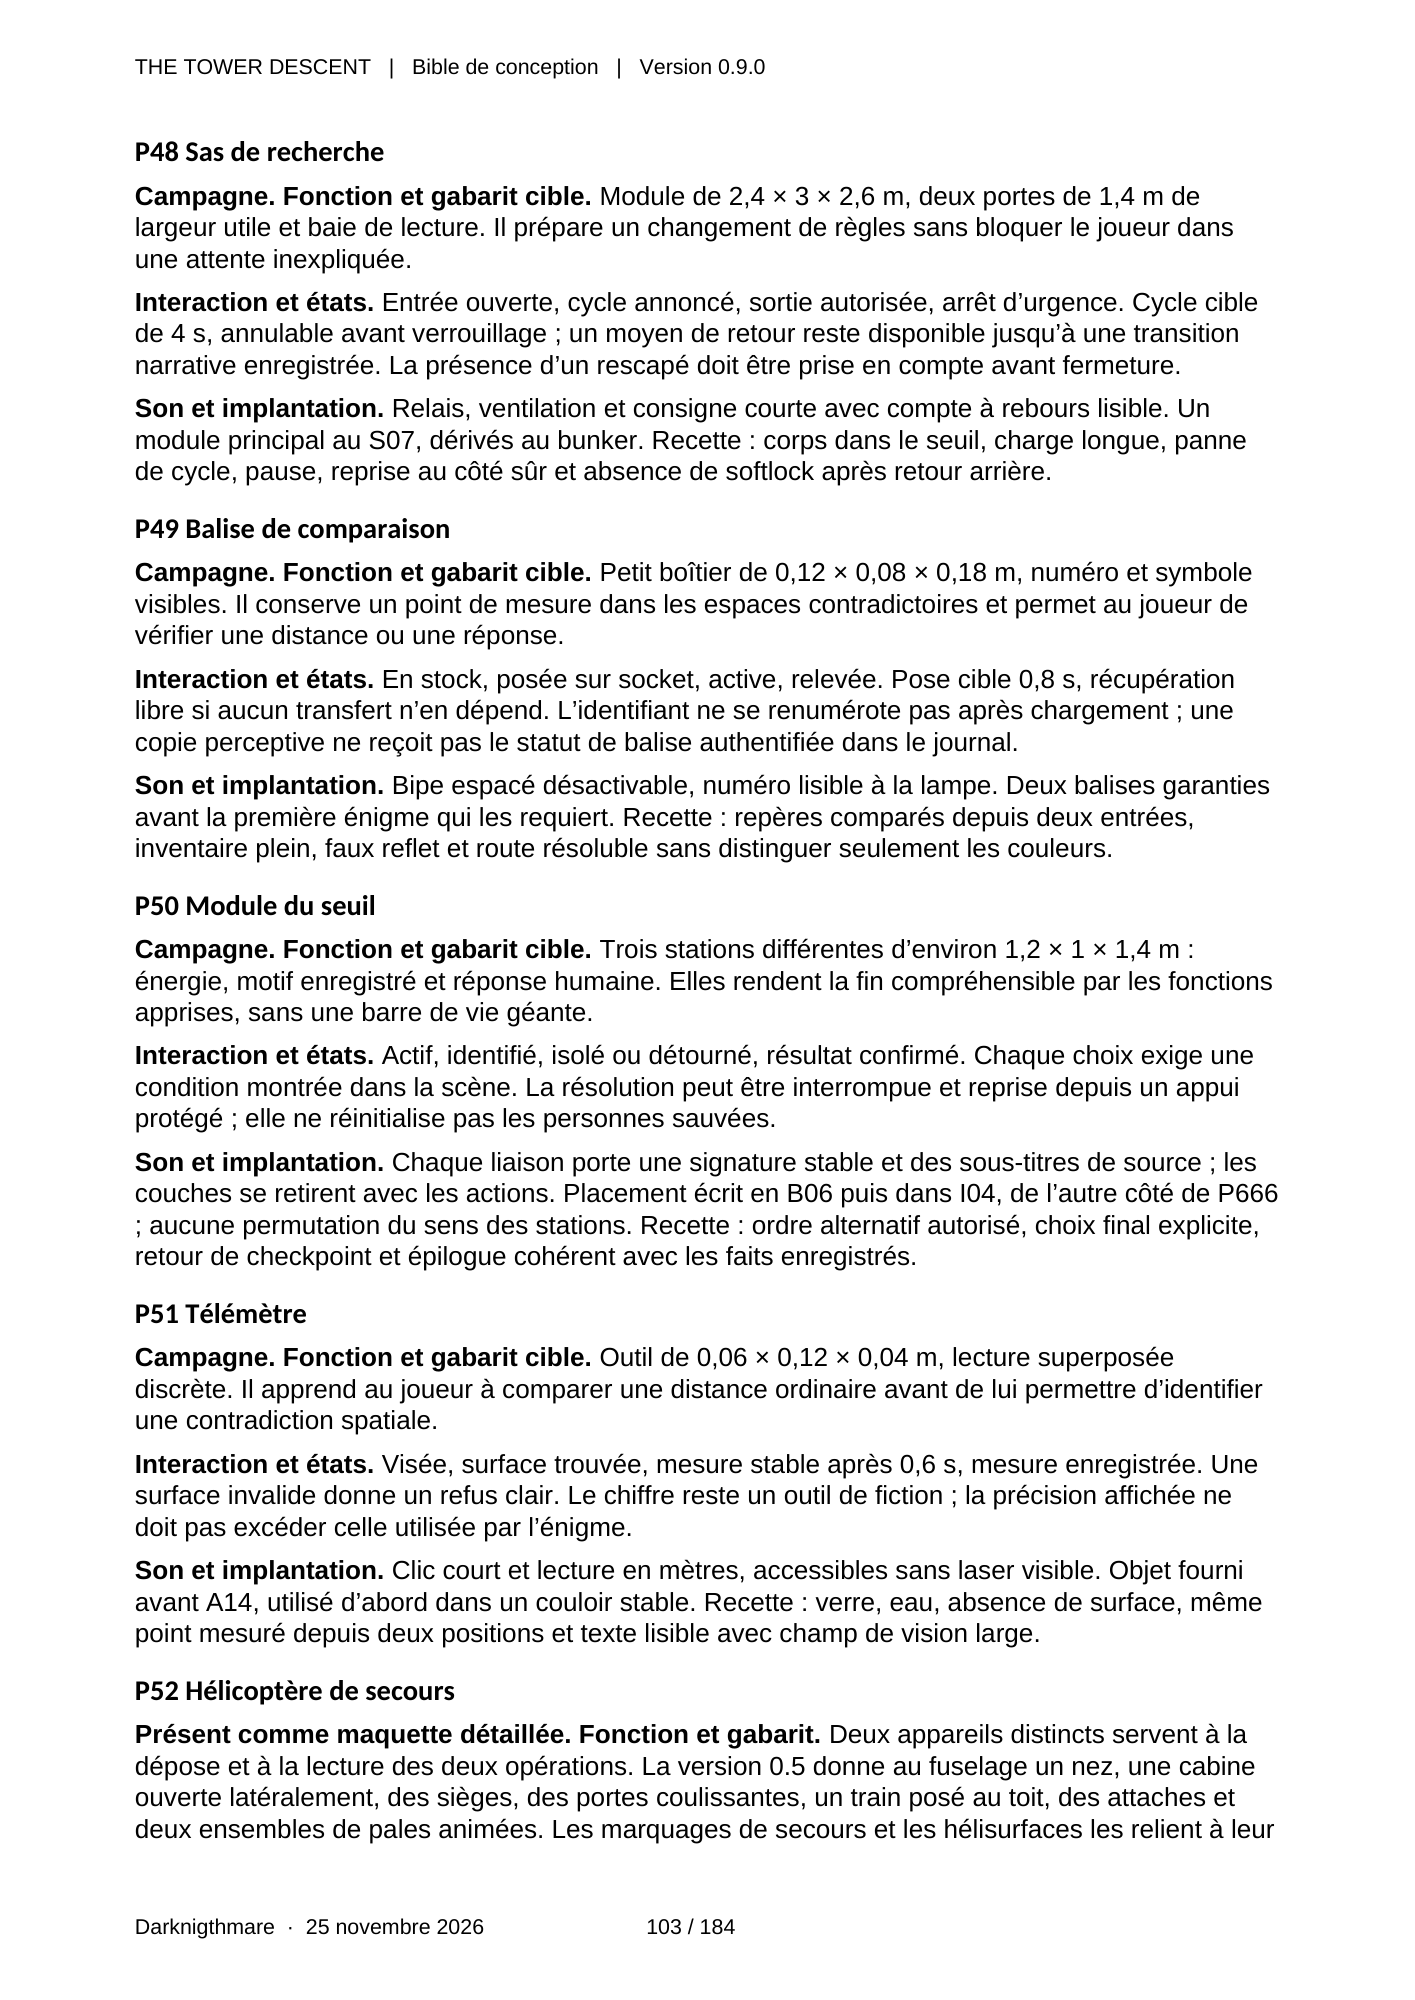 THE TOWER DESCENT | Bible de conception | Version 0.9.0
P48 Sas de recherche
Campagne. Fonction et gabarit cible. Module de 2,4 × 3 × 2,6 m, deux portes de 1,4 m de
largeur utile et baie de lecture. Il prépare un changement de règles sans bloquer le joueur dans
une attente inexpliquée.
Interaction et états. Entrée ouverte, cycle annoncé, sortie autorisée, arrêt d’urgence. Cycle cible
de 4 s, annulable avant verrouillage ; un moyen de retour reste disponible jusqu’à une transition
narrative enregistrée. La présence d’un rescapé doit être prise en compte avant fermeture.
Son et implantation. Relais, ventilation et consigne courte avec compte à rebours lisible. Un
module principal au S07, dérivés au bunker. Recette : corps dans le seuil, charge longue, panne
de cycle, pause, reprise au côté sûr et absence de softlock après retour arrière.
P49 Balise de comparaison
Campagne. Fonction et gabarit cible. Petit boîtier de 0,12 × 0,08 × 0,18 m, numéro et symbole
visibles. Il conserve un point de mesure dans les espaces contradictoires et permet au joueur de
vérifier une distance ou une réponse.
Interaction et états. En stock, posée sur socket, active, relevée. Pose cible 0,8 s, récupération
libre si aucun transfert n’en dépend. L’identifiant ne se renumérote pas après chargement ; une
copie perceptive ne reçoit pas le statut de balise authentifiée dans le journal.
Son et implantation. Bipe espacé désactivable, numéro lisible à la lampe. Deux balises garanties
avant la première énigme qui les requiert. Recette : repères comparés depuis deux entrées,
inventaire plein, faux reflet et route résoluble sans distinguer seulement les couleurs.
P50 Module du seuil
Campagne. Fonction et gabarit cible. Trois stations différentes d’environ 1,2 × 1 × 1,4 m :
énergie, motif enregistré et réponse humaine. Elles rendent la fin compréhensible par les fonctions
apprises, sans une barre de vie géante.
Interaction et états. Actif, identifié, isolé ou détourné, résultat confirmé. Chaque choix exige une
condition montrée dans la scène. La résolution peut être interrompue et reprise depuis un appui
protégé ; elle ne réinitialise pas les personnes sauvées.
Son et implantation. Chaque liaison porte une signature stable et des sous-titres de source ; les
couches se retirent avec les actions. Placement écrit en B06 puis dans I04, de l’autre côté de P666
; aucune permutation du sens des stations. Recette : ordre alternatif autorisé, choix final explicite,
retour de checkpoint et épilogue cohérent avec les faits enregistrés.
P51 Télémètre
Campagne. Fonction et gabarit cible. Outil de 0,06 × 0,12 × 0,04 m, lecture superposée
discrète. Il apprend au joueur à comparer une distance ordinaire avant de lui permettre d’identifier
une contradiction spatiale.
Interaction et états. Visée, surface trouvée, mesure stable après 0,6 s, mesure enregistrée. Une
surface invalide donne un refus clair. Le chiffre reste un outil de fiction ; la précision affichée ne
doit pas excéder celle utilisée par l’énigme.
Son et implantation. Clic court et lecture en mètres, accessibles sans laser visible. Objet fourni
avant A14, utilisé d’abord dans un couloir stable. Recette : verre, eau, absence de surface, même
point mesuré depuis deux positions et texte lisible avec champ de vision large.
P52 Hélicoptère de secours
Présent comme maquette détaillée. Fonction et gabarit. Deux appareils distincts servent à la
dépose et à la lecture des deux opérations. La version 0.5 donne au fuselage un nez, une cabine
ouverte latéralement, des sièges, des portes coulissantes, un train posé au toit, des attaches et
deux ensembles de pales animées. Les marquages de secours et les hélisurfaces les relient à leur
Darknigthmare · 25 novembre 2026 103 / 184